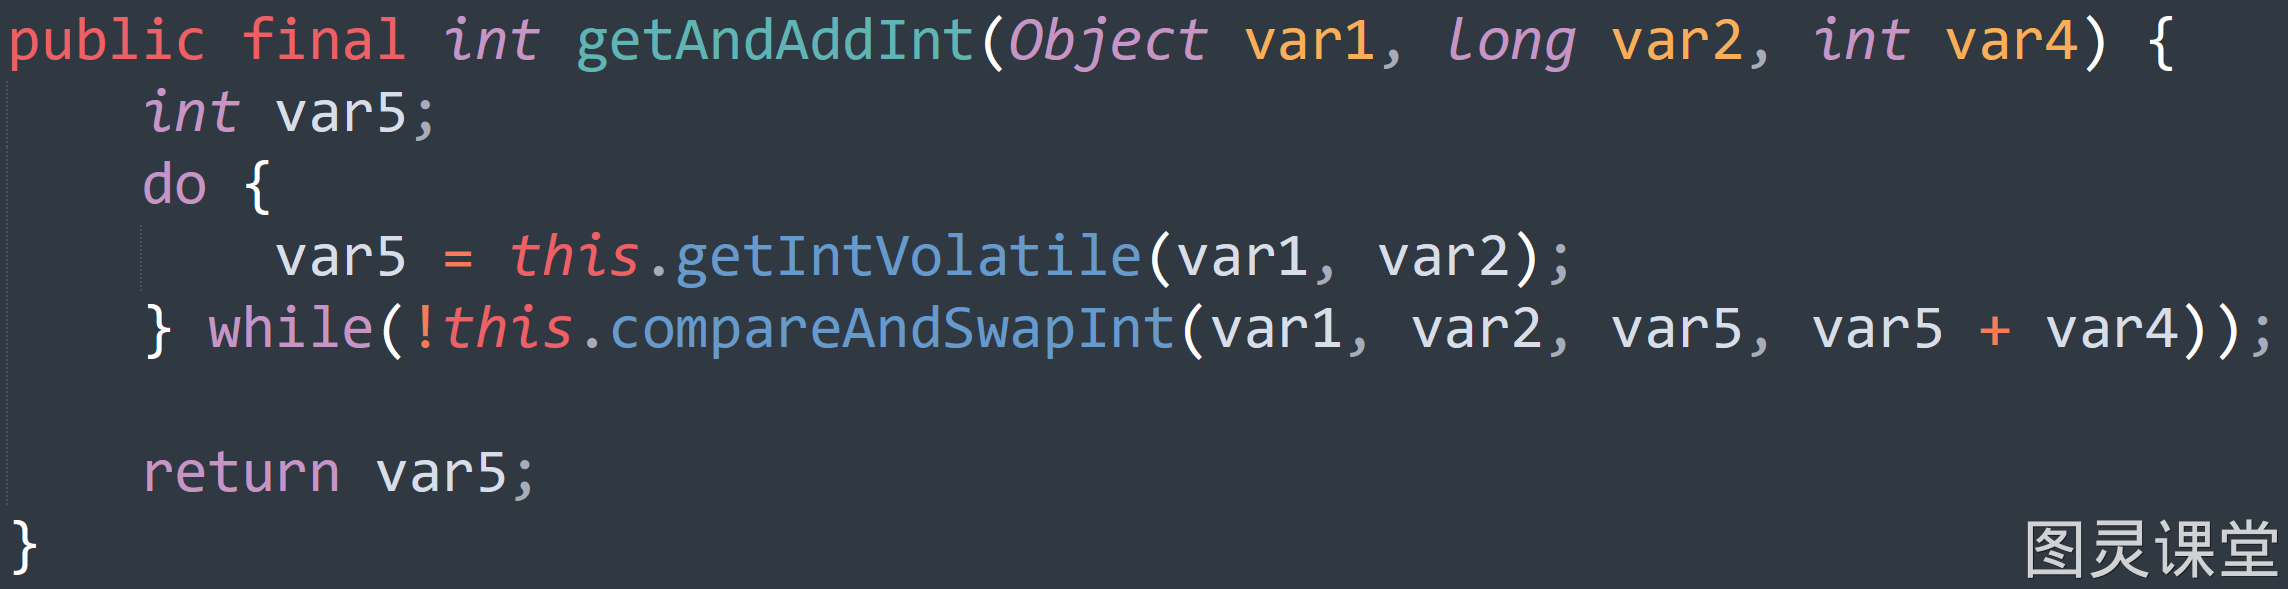 public final int getAndAddInt(Object var1, long var2, int var4) {
    int var5;
    do {
        var5 = this.getIntVolatile(var1, var2);
    } while(!this.compareAndSwapInt(var1, var2, var5, var5 + var4));

    return var5;
}
图灵课堂